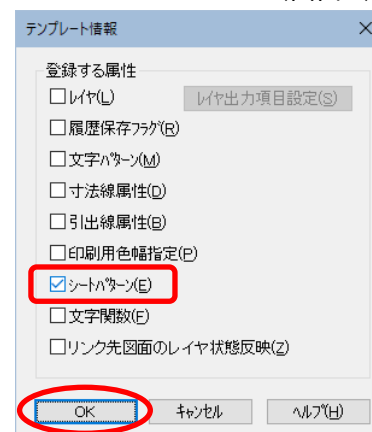 テンプレート情報
登録する属性
レイヤ(L)
レイヤ出力項目設定(S)
履歴保存フラグ(R)
文字パターン(M)
寸法線属性(D)
引出線属性(B)
印刷用色幅指定(P)
シートパターン(E)
文字関数(F)
リンク先図面のレイヤ状態反映(Z)
OK キャンセル ヘルプ(H)